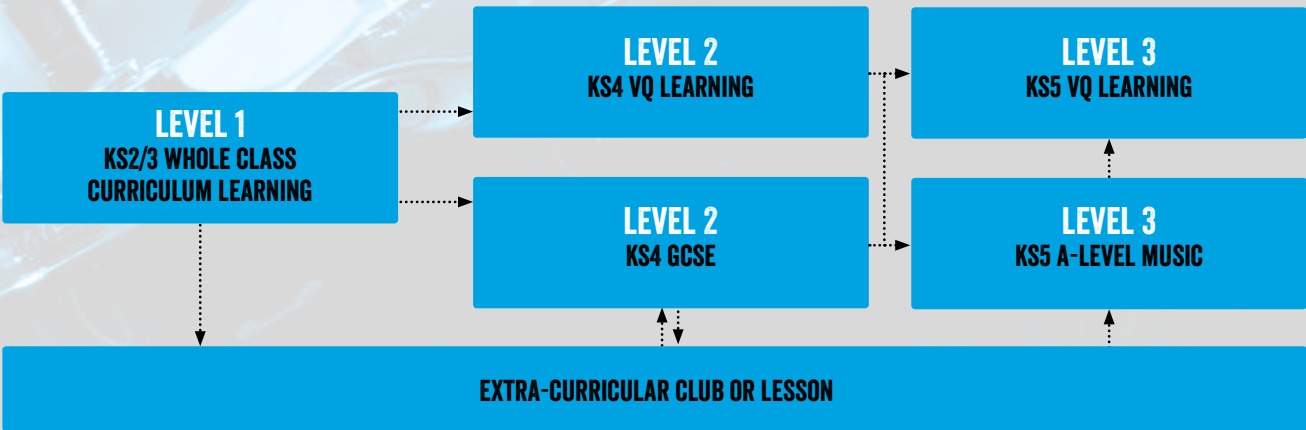 LEVEL 1
KS2/3 WHOLE CLASS
CURRICULUM LEARNING
LEVEL 2
KS4 VQ LEARNING
LEVEL 2
KS4 GCSE
LEVEL 3
KS5 VQ LEARNING
LEVEL 3
KS5 A-LEVEL MUSIC
EXTRA-CURRICULAR CLUB OR LESSON